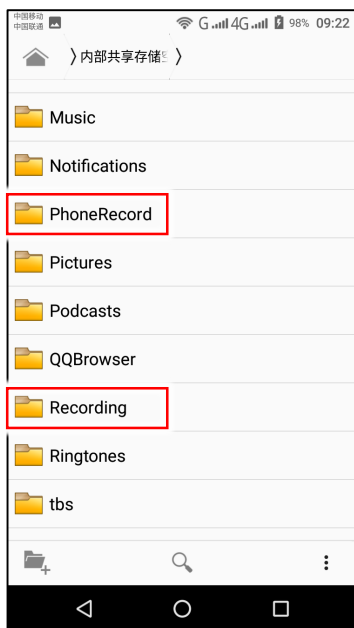 中国移动
中国联通
G 4G 98% 09:22
内部共享存储
Music
Notifications
PhoneRecord
Pictures
Podcasts
QQBrowser
Recording
Ringtones
tbs